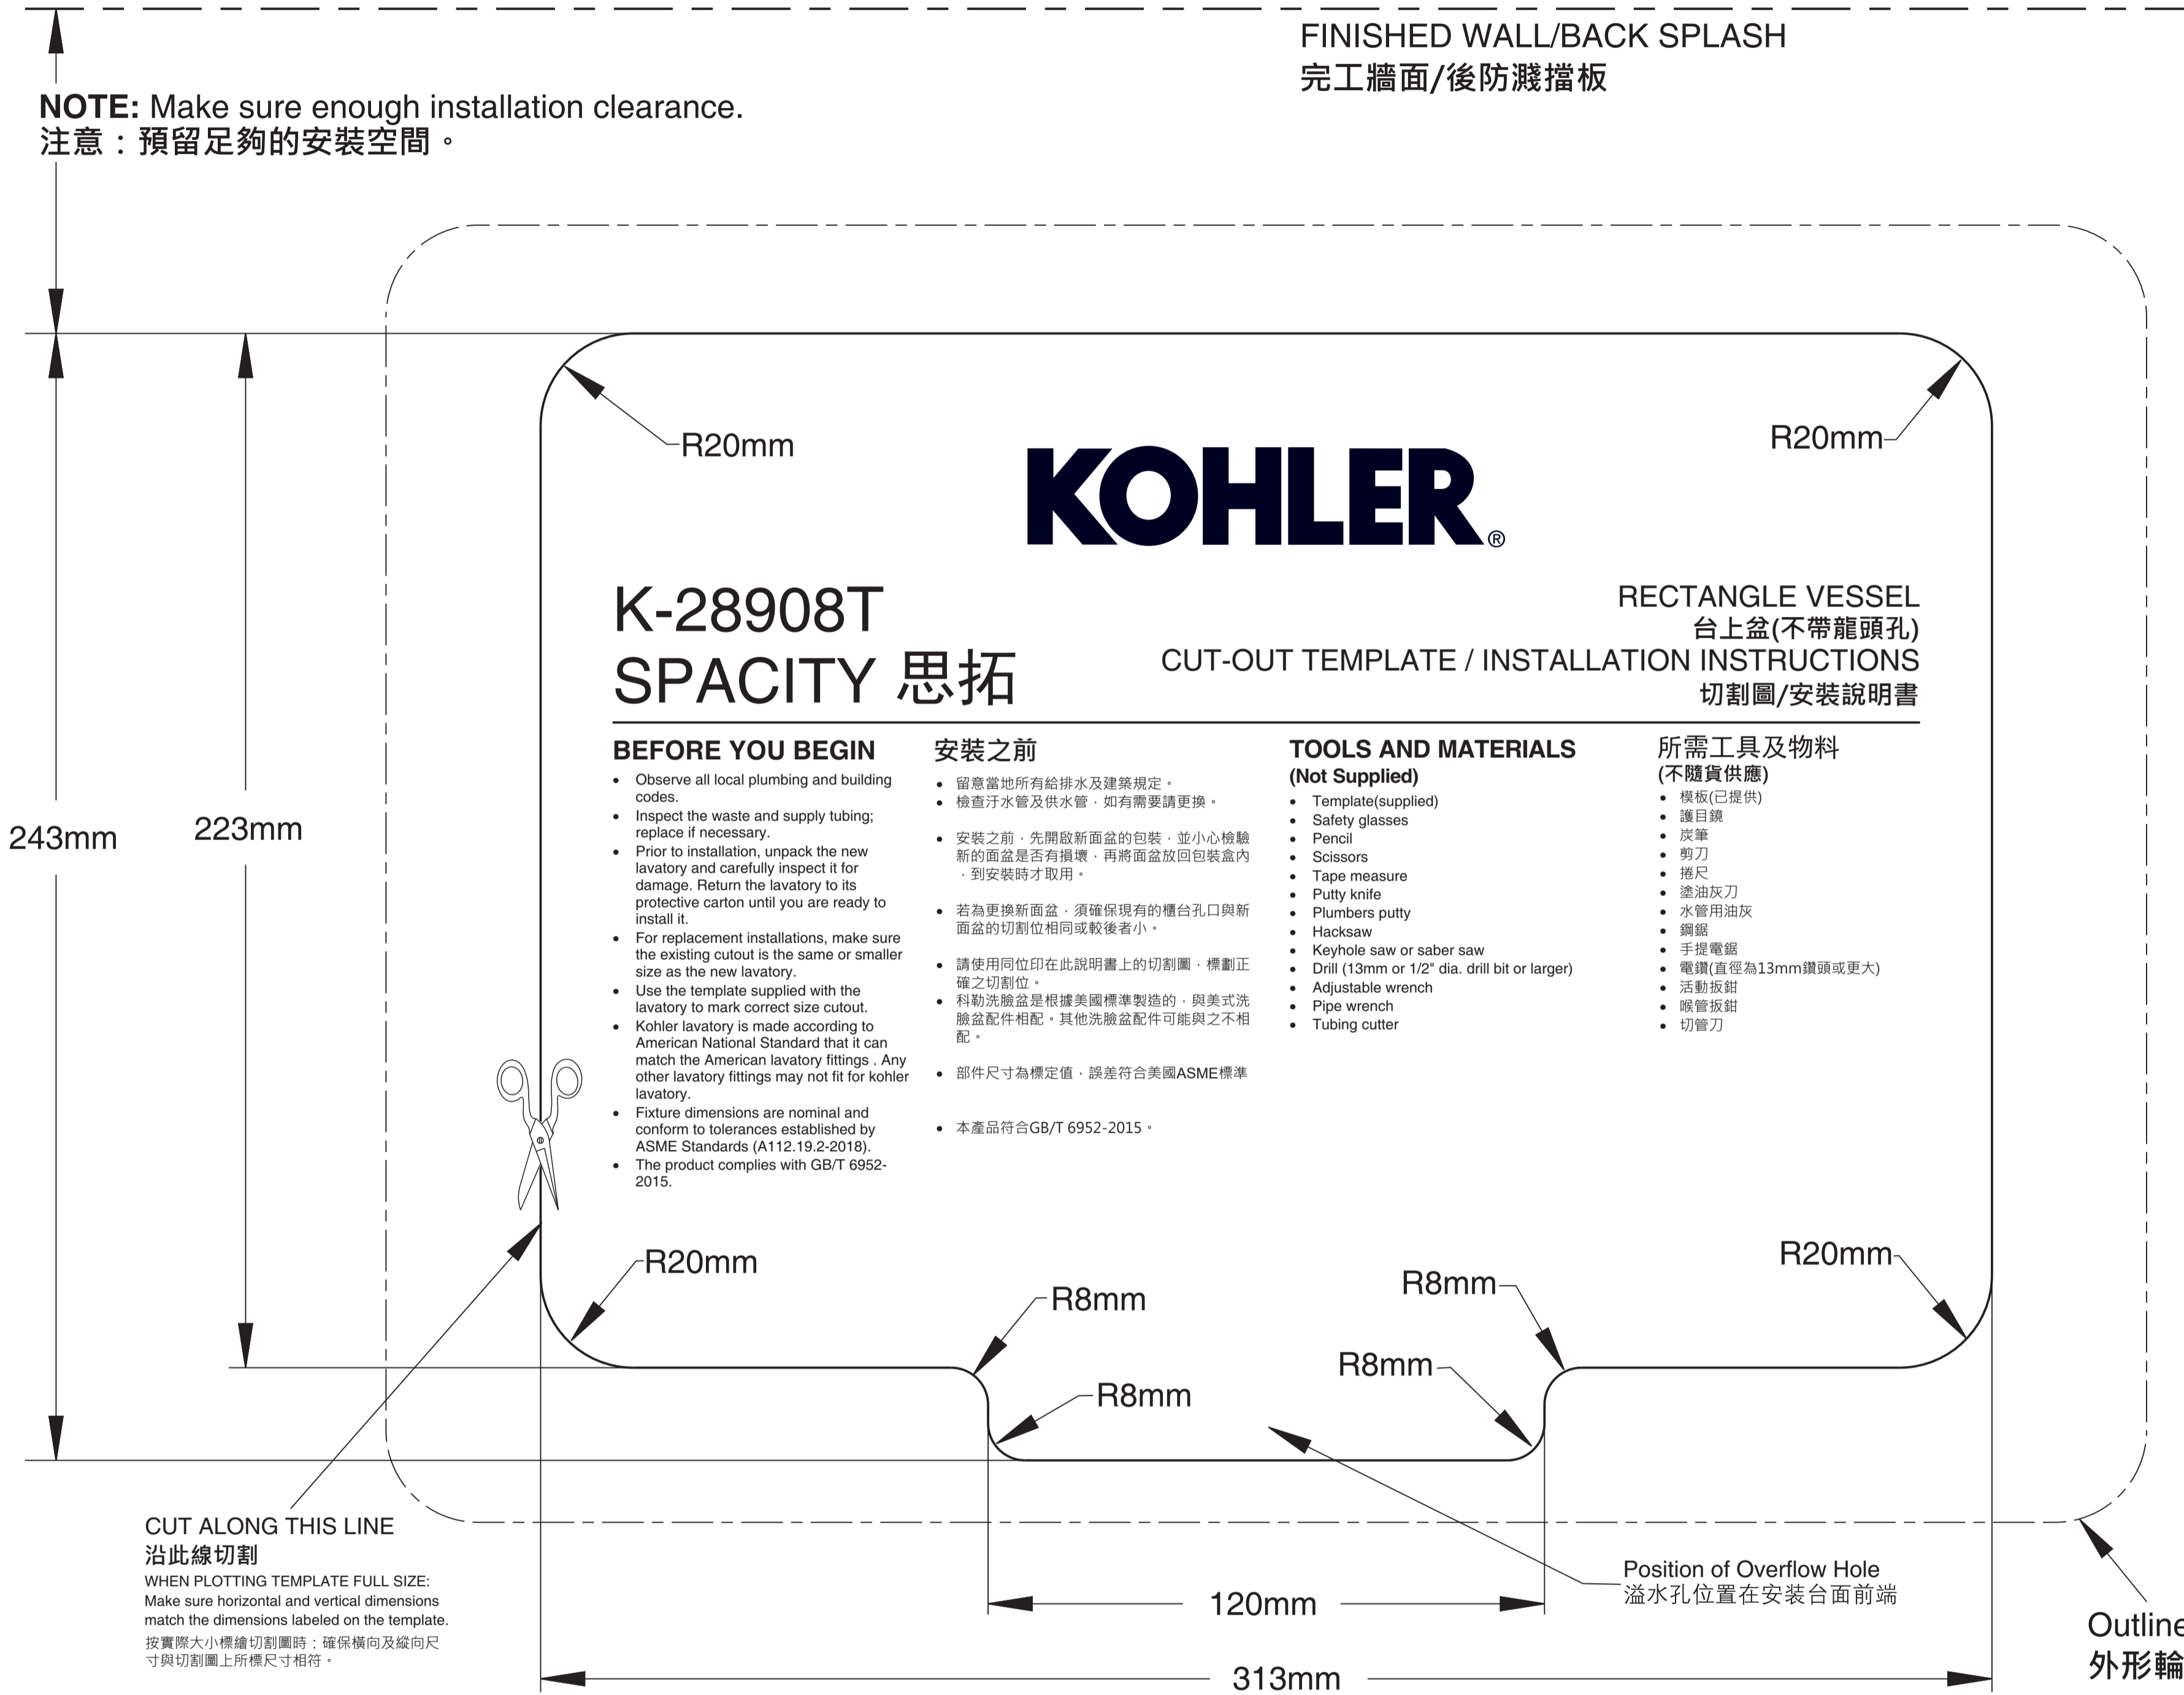 FINISHED WALL/BACK SPLASH
完工牆面/後防濺擋板
NOTE: Make sure enough installation clearance.
注意：預留足夠的安裝空間。
R20mm
R20mm
KOHLER®
K-28908T
SPACITY 思拓
RECTANGLE VESSEL
台上盆(不帶龍頭孔)
CUT-OUT TEMPLATE / INSTALLATION INSTRUCTIONS
切割圖/安裝說明書
243mm
223mm
BEFORE YOU BEGIN
• Observe all local plumbing and building
codes.
• Inspect the waste and supply tubing;
replace if necessary.
• Prior to installation, unpack the new
lavatory and carefully inspect it for
damage. Return the lavatory to its
protective carton until you are ready to
install it.
• For replacement installations, make sure
the existing cutout is the same or smaller
size as the new lavatory.
• Use the template supplied with the
lavatory to mark correct size cutout.
• Kohler lavatory is made according to
American National Standard that it can
match the American lavatory fittings . Any
other lavatory fittings may not fit for kohler
lavatory.
• Fixture dimensions are nominal and
conform to tolerances established by
ASME Standards (A112.19.2-2018).
• The product complies with GB/T 6952-
2015.
安裝之前
• 留意當地所有給排水及建築規定。
• 檢查汙水管及供水管，如有需要請更換。
• 安裝之前，先開啟新面盆的包裝，並小心檢驗
新的面盆是否有損壞，再將面盆放回包裝盒內
，到安裝時才取用。
• 若為更換新面盆，須確保現有的櫃台孔口與新
面盆的切割位相同或較後者小。
• 請使用同位印在此說明書上的切割圖，標劃正
確之切割位。
• 科勒洗臉盆是根據美國標準製造的，與美式洗
臉盆配件相配。其他洗臉盆配件可能與之不相
配。
• 部件尺寸為標定值，誤差符合美國ASME標準
• 本產品符合GB/T 6952-2015。
TOOLS AND MATERIALS
(Not Supplied)
• Template(supplied)
• Safety glasses
• Pencil
• Scissors
• Tape measure
• Putty knife
• Plumbers putty
• Hacksaw
• Keyhole saw or saber saw
• Drill (13mm or 1/2" dia. drill bit or larger)
• Adjustable wrench
• Pipe wrench
• Tubing cutter
所需工具及物料
(不隨貨供應)
• 模板(已提供)
• 護目鏡
• 炭筆
• 剪刀
• 捲尺
• 塗油灰刀
• 水管用油灰
• 鋼鋸
• 手提電鋸
• 電鑽(直徑為13mm鑽頭或更大)
• 活動扳鉗
• 喉管扳鉗
• 切管刀
R20mm
R8mm
R8mm
R20mm
R8mm
R8mm
CUT ALONG THIS LINE
沿此線切割
WHEN PLOTTING TEMPLATE FULL SIZE:
Make sure horizontal and vertical dimensions
match the dimensions labeled on the template.
按實際大小標繪切割圖時：確保橫向及縱向尺
寸與切割圖上所標尺寸相符。
120mm
Position of Overflow Hole
溢水孔位置在安裝台面前端
313mm
Outline
外形輪